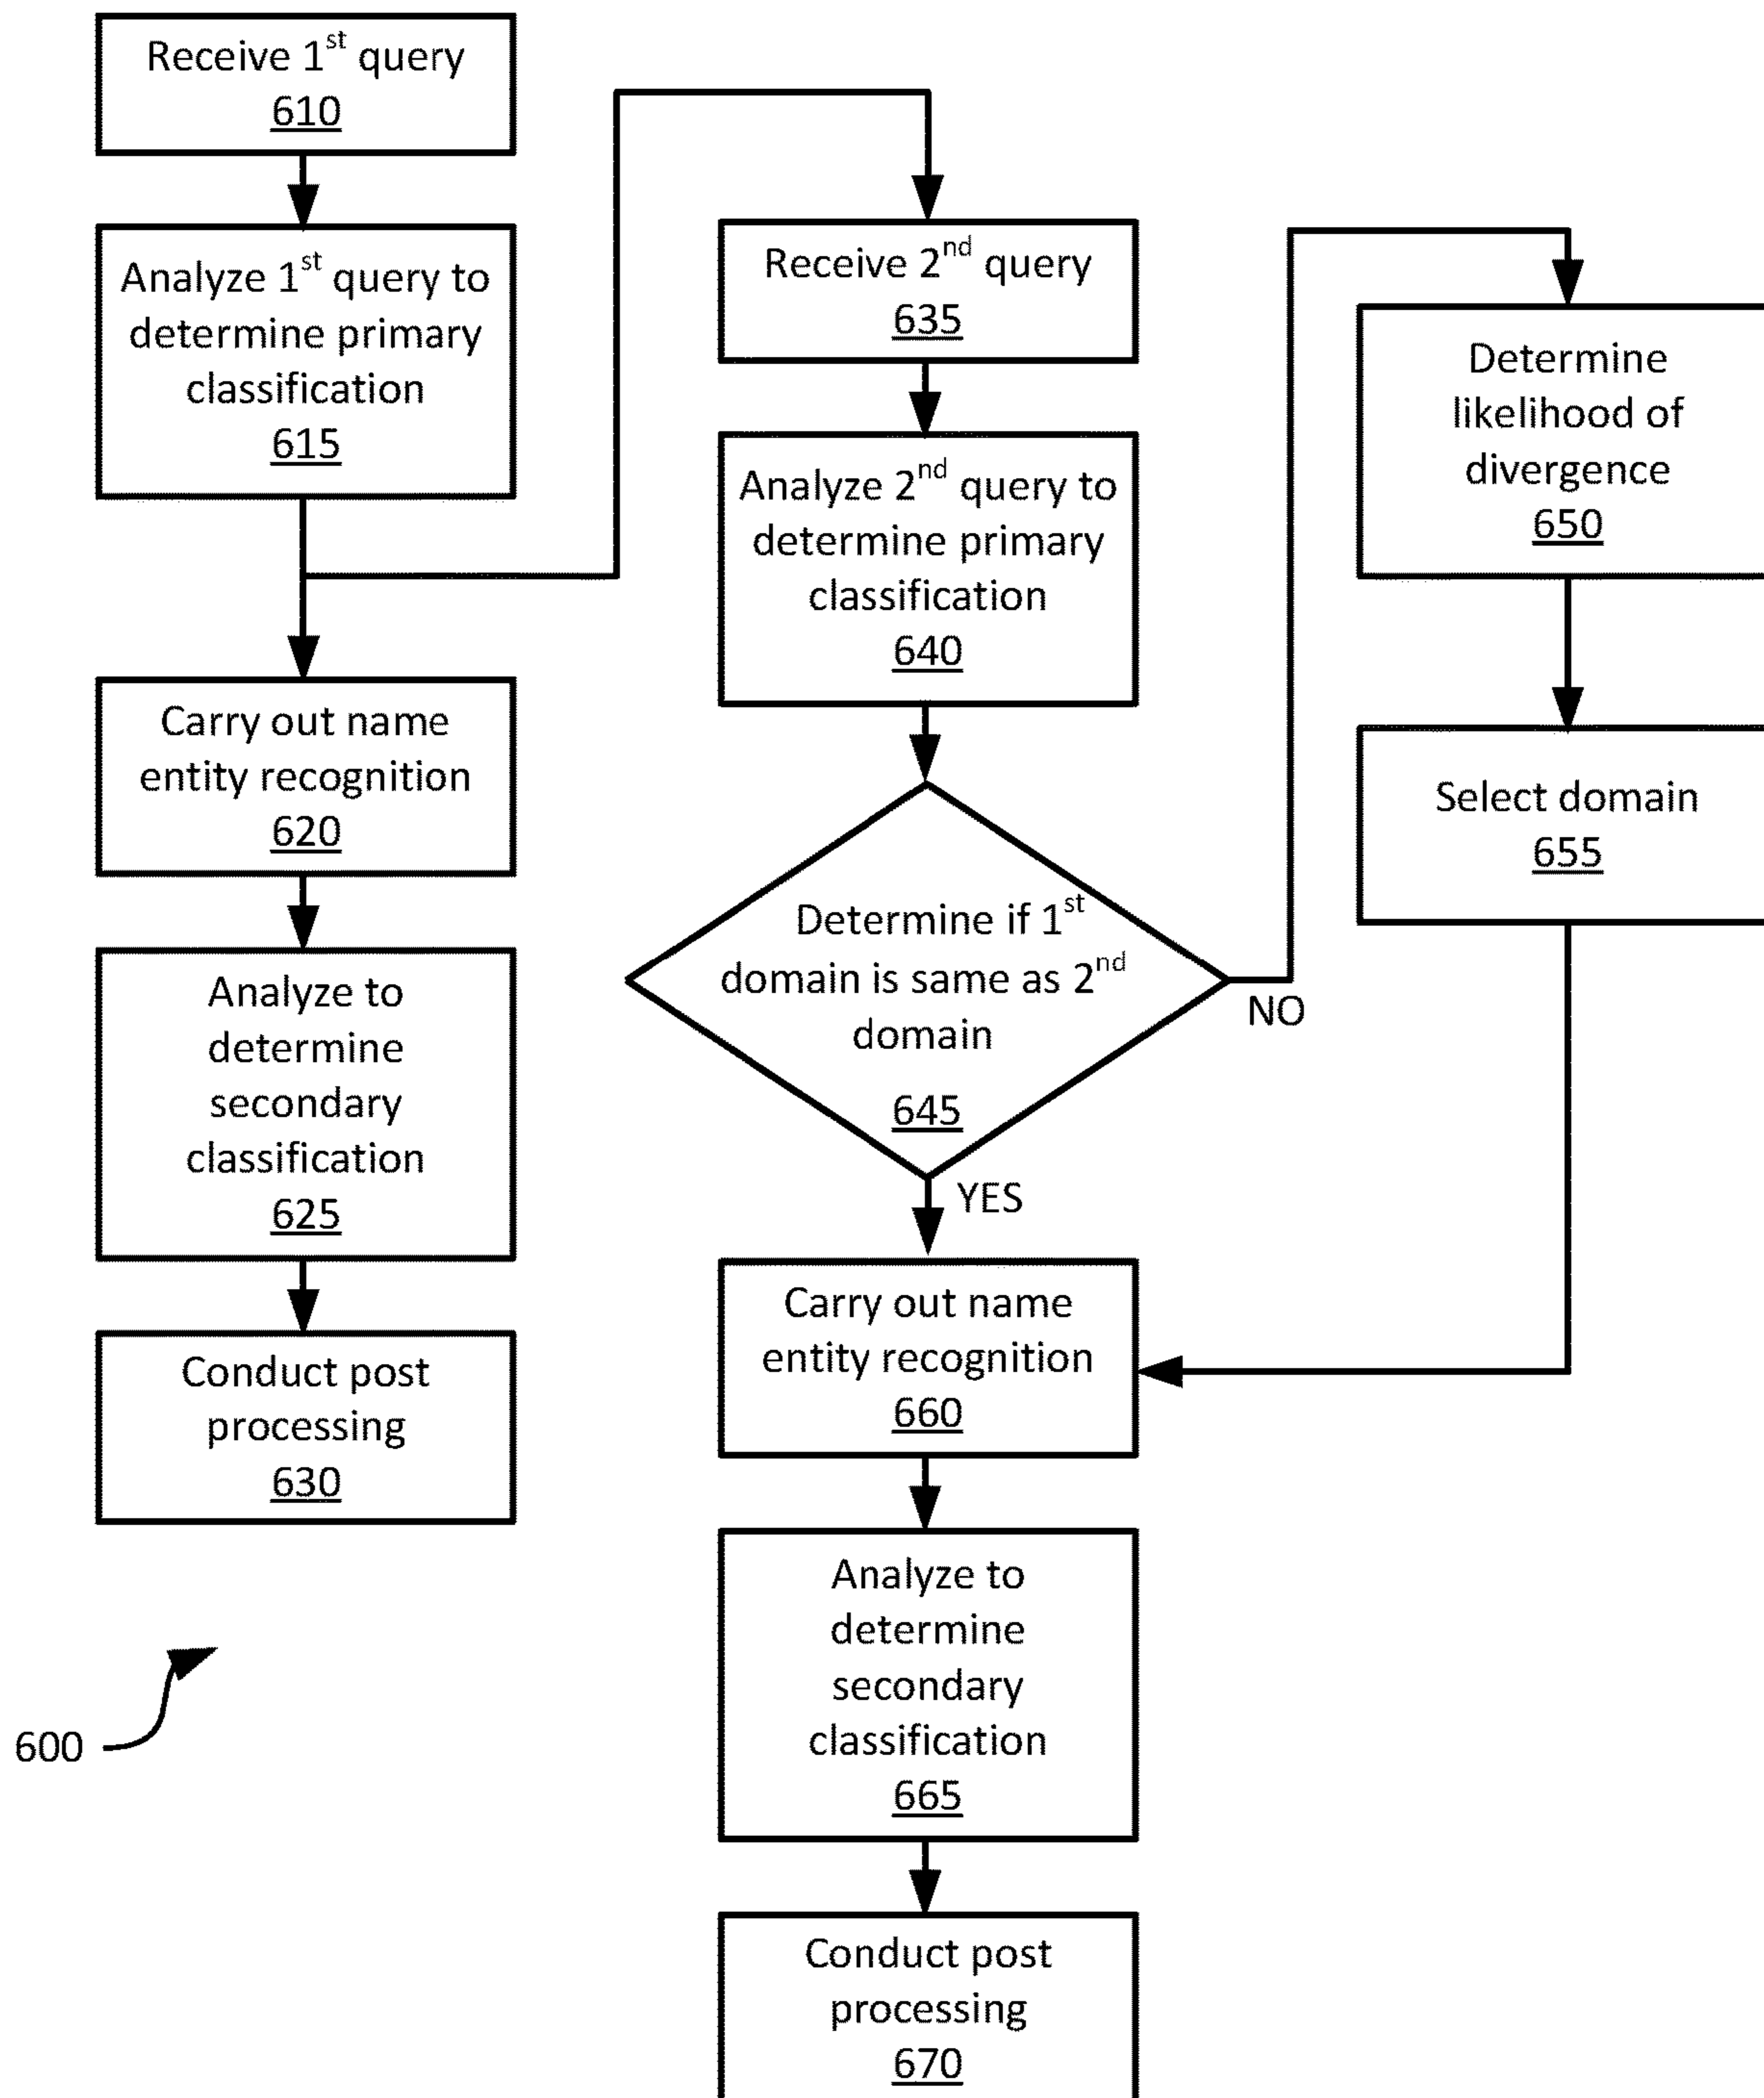 Receive 1st query
610
Analyze 1st query to
determine primary
classification
615
Carry out name
entity recognition
620
Analyze to
determine
secondary
classification
625
Conduct post
processing
630
600
Receive 2nd query
635
Analyze 2nd query to
determine primary
classification
640
Determine if 1st
domain is same as 2nd
domain
645
NO
YES
Carry out name
entity recognition
660
Analyze to
determine
secondary
classification
665
Conduct post
processing
670
Determine
likelihood of
divergence
650
Select domain
655